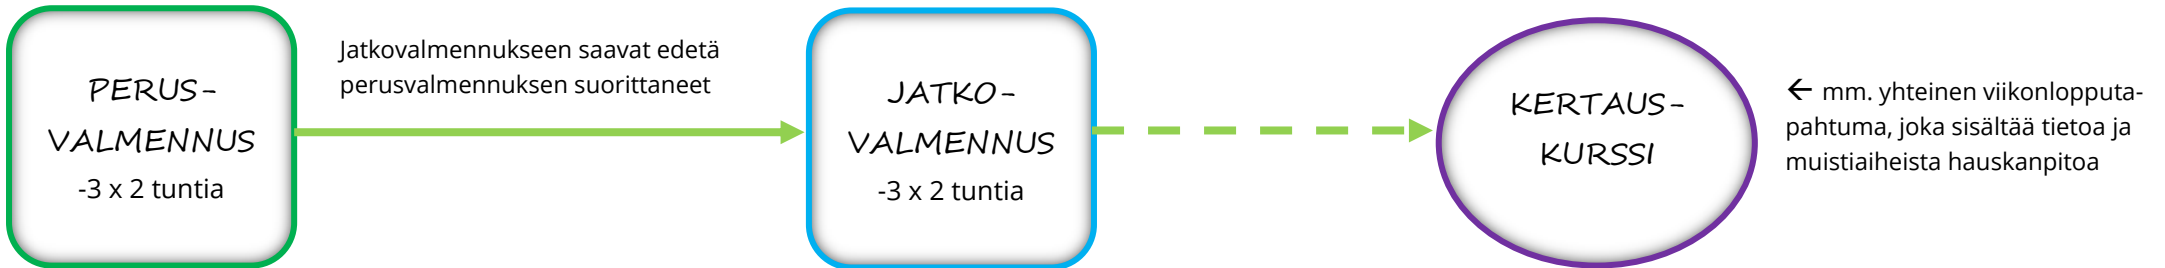 PERUS-
VALMENNUS
-3 x 2 tuntia
Jatkovalmennukseen saavat edetä
perusvalmennuksen suorittaneet
JATKO-
VALMENNUS
-3 x 2 tuntia
KERTAUS-
KURSSI
← mm. yhteinen viikonlopputa-
pahtuma, joka sisältää tietoa ja
muistiaiheista hauskanpitoa